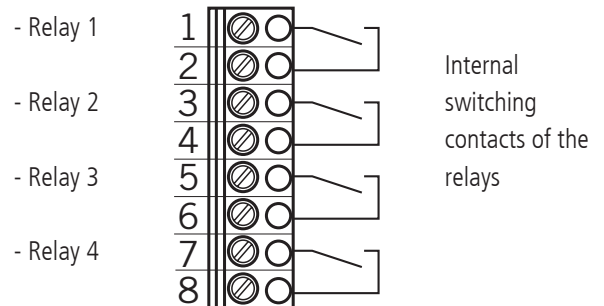 - Relay 1
1
2
- Relay 2
3
4
- Relay 3
5
6
- Relay 4
7
8
Internal
switching
contacts of the
relays